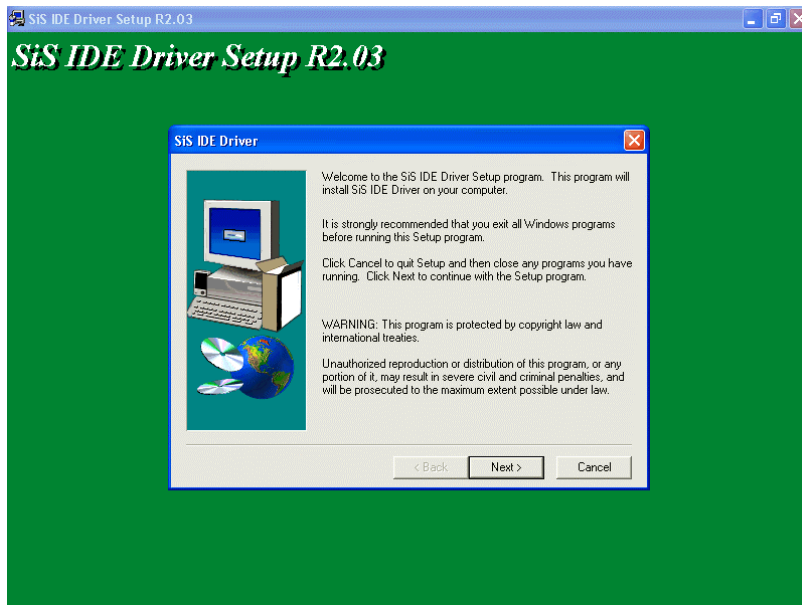 SiS IDE Driver Setup R2.03
SiS IDE Driver Setup R2.03
SiS IDE Driver
Welcome to the SiS IDE Driver Setup program. This program will
install SiS IDE Driver on your computer.
It is strongly recommended that you exit all Windows programs
before running this Setup program.
Click Cancel to quit Setup and then close any programs you have
running. Click Next to continue with the Setup program.
WARNING: This program is protected by copyright law and
international treaties.
Unauthorized reproduction or distribution of this program, or any
portion of it, may result in severe civil and criminal penalties, and
will be prosecuted to the maximum extent possible under law.
< Back Next > Cancel